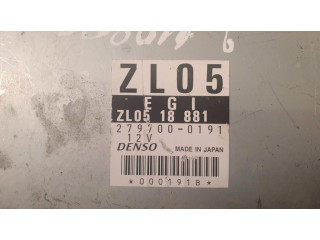 ZL05
EGI
ZL05 18 881
279700-0191
12V
DENSO MADE IN JAPAN
*0001918*